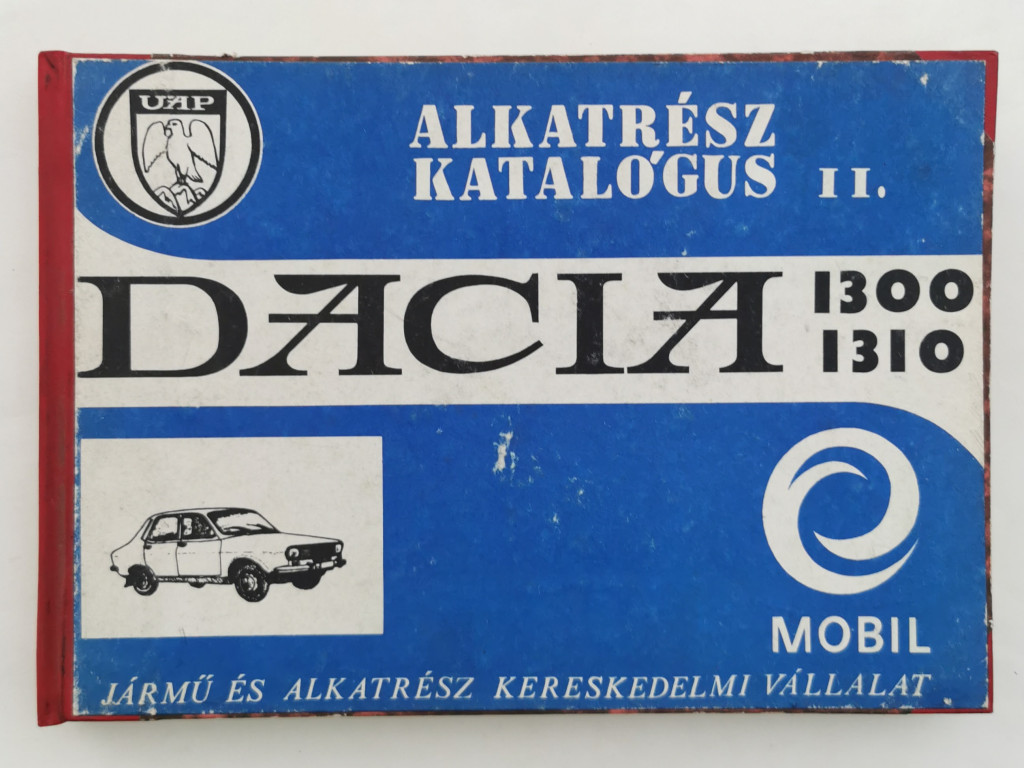 UAP
ALKATRÉSZ
KATALÓGUS II.
DACIA 1300
1310
MOBIL
JÁRMŰ ÉS ALKATRÉSZ KERESKEDELMI VÁLLALAT